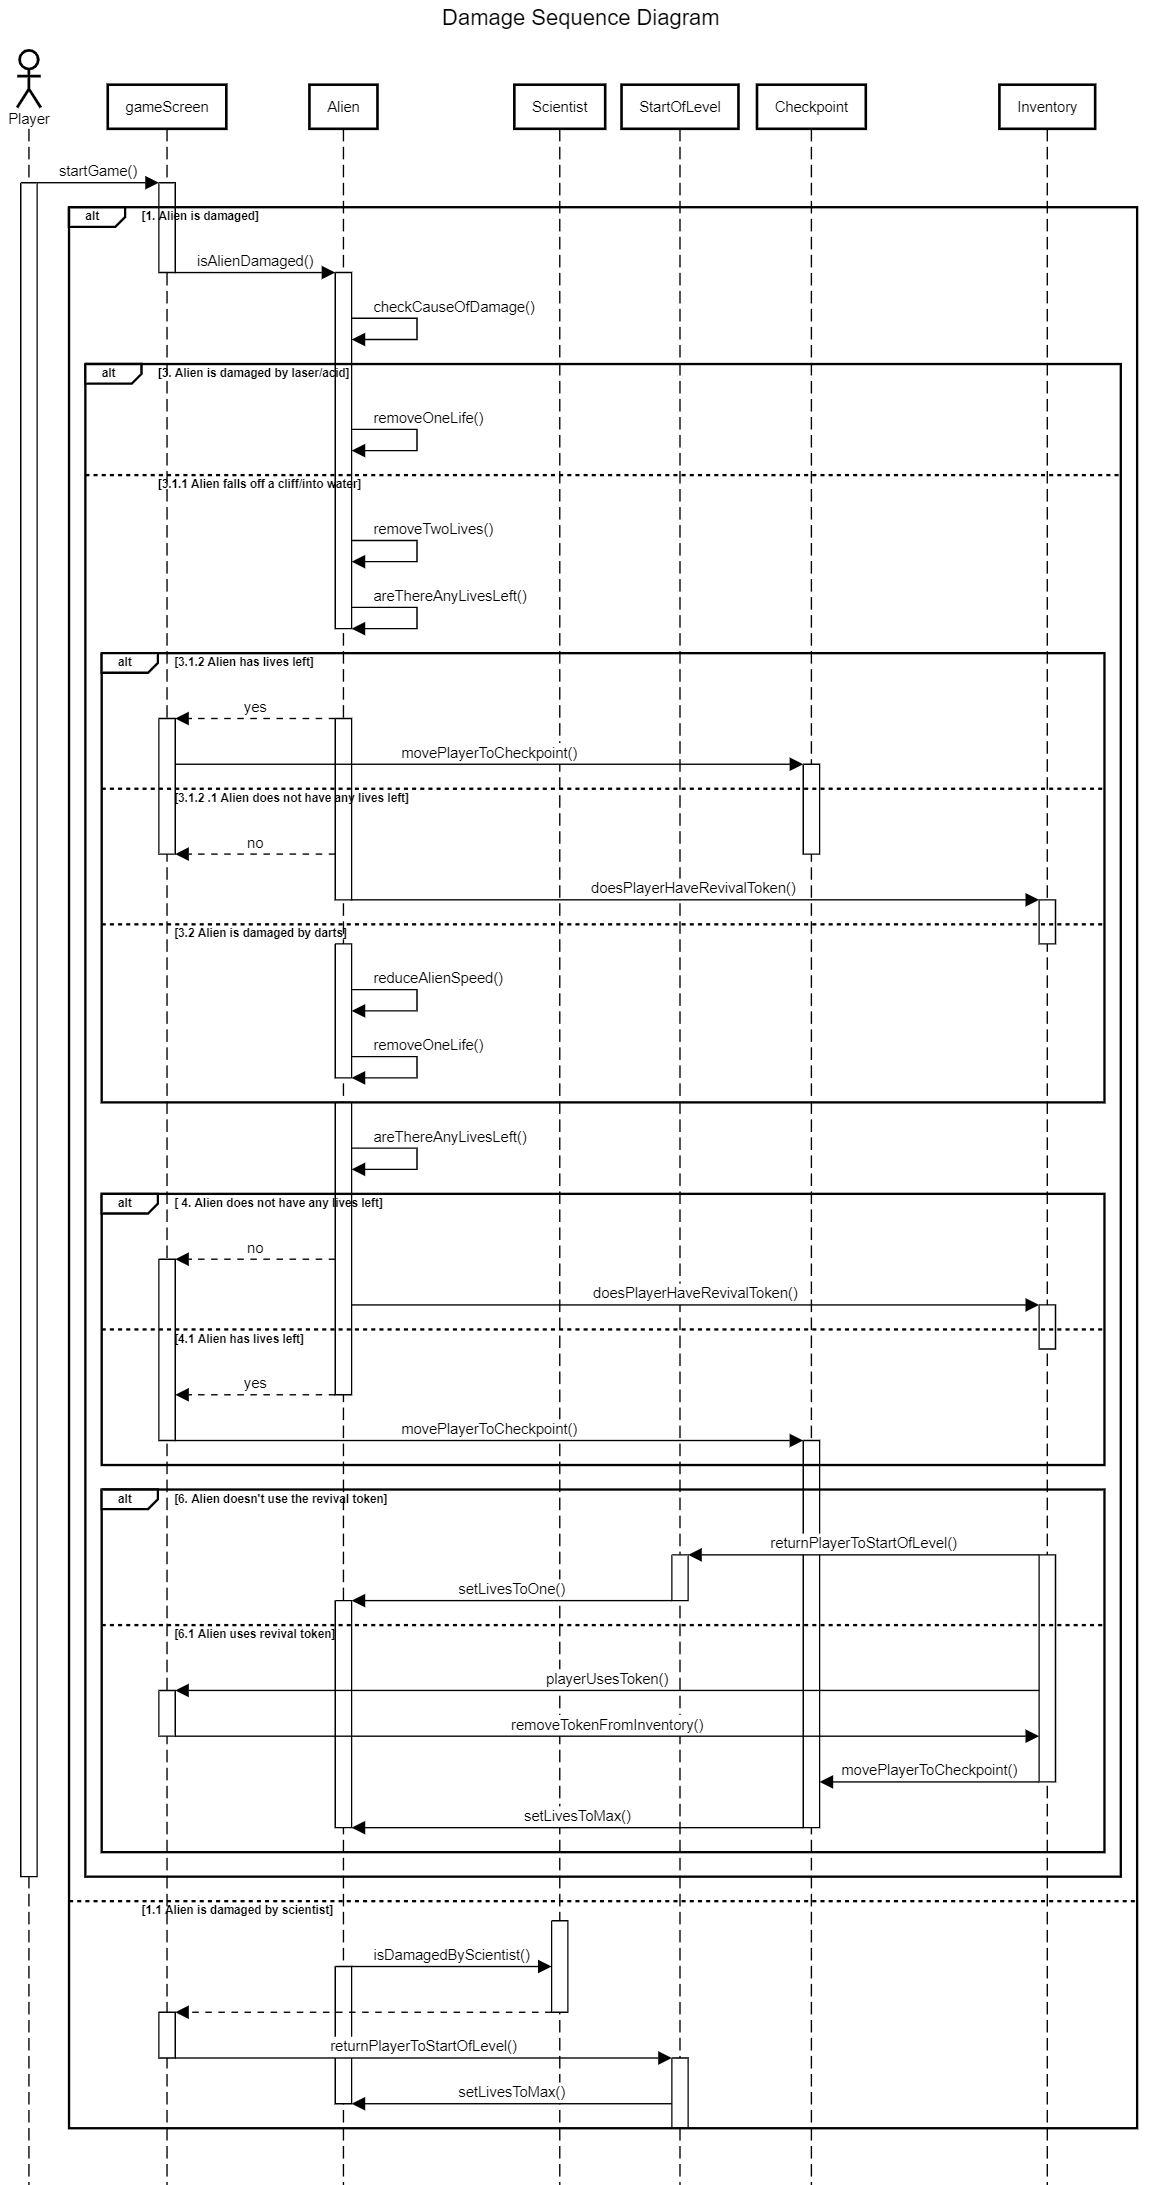 Damage Sequence Diagram
Player
gameScreen
Alien
Scientist
StartOfLevel
Checkpoint
Inventory
startGame()
alt
[1. Alien is damaged]
isAlienDamaged()
checkCauseOfDamage()
alt
[3. Alien is damaged by laser/acid]
removeOneLife()
[3.1.1 Alien falls off a cliff/into water]
removeTwoLives()
areThereAnyLivesLeft()
alt
[3.1.2 Alien has lives left]
yes
movePlayerToCheckpoint()
[3.1.2 .1 Alien does not have any lives left]
no
doesPlayerHaveRevivalToken()
[3.2 Alien is damaged by darts]
reduceAlienSpeed()
removeOneLife()
areThereAnyLivesLeft()
alt
[ 4. Alien does not have any lives left]
no
doesPlayerHaveRevivalToken()
[4.1 Alien has lives left]
yes
movePlayerToCheckpoint()
alt
[6. Alien doesn't use the revival token]
returnPlayerToStartOfLevel()
setLivesToOne()
[6.1 Alien uses revival token]
playerUsesToken()
removeTokenFromInventory()
movePlayerToCheckpoint()
setLivesToMax()
[1.1 Alien is damaged by scientist]
isDamagedByScientist()
returnPlayerToStartOfLevel()
setLivesToMax()